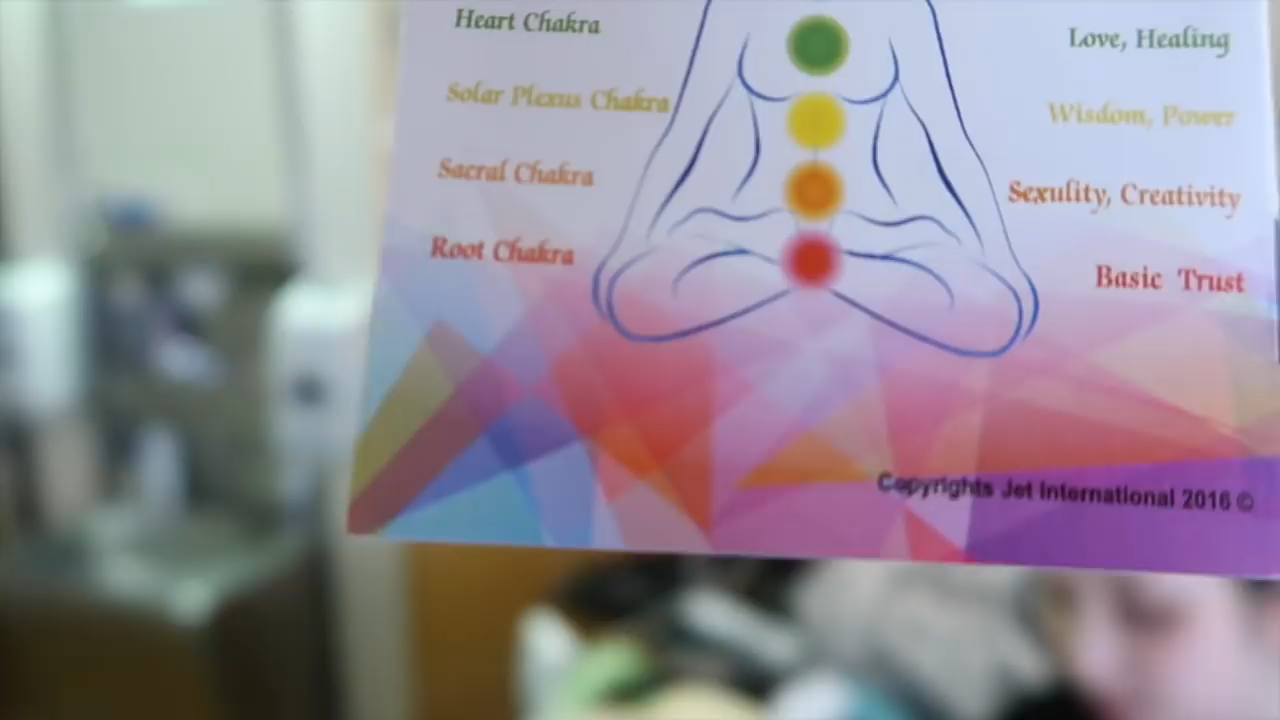 Heart Chakra
Love, Healing
Solar Plexus Chakra
Wisdom, Power
Sacral Chakra
Sexulity, Creativity
Root Chakra
Basic Trust
Copyrights Jet International 2016 ©